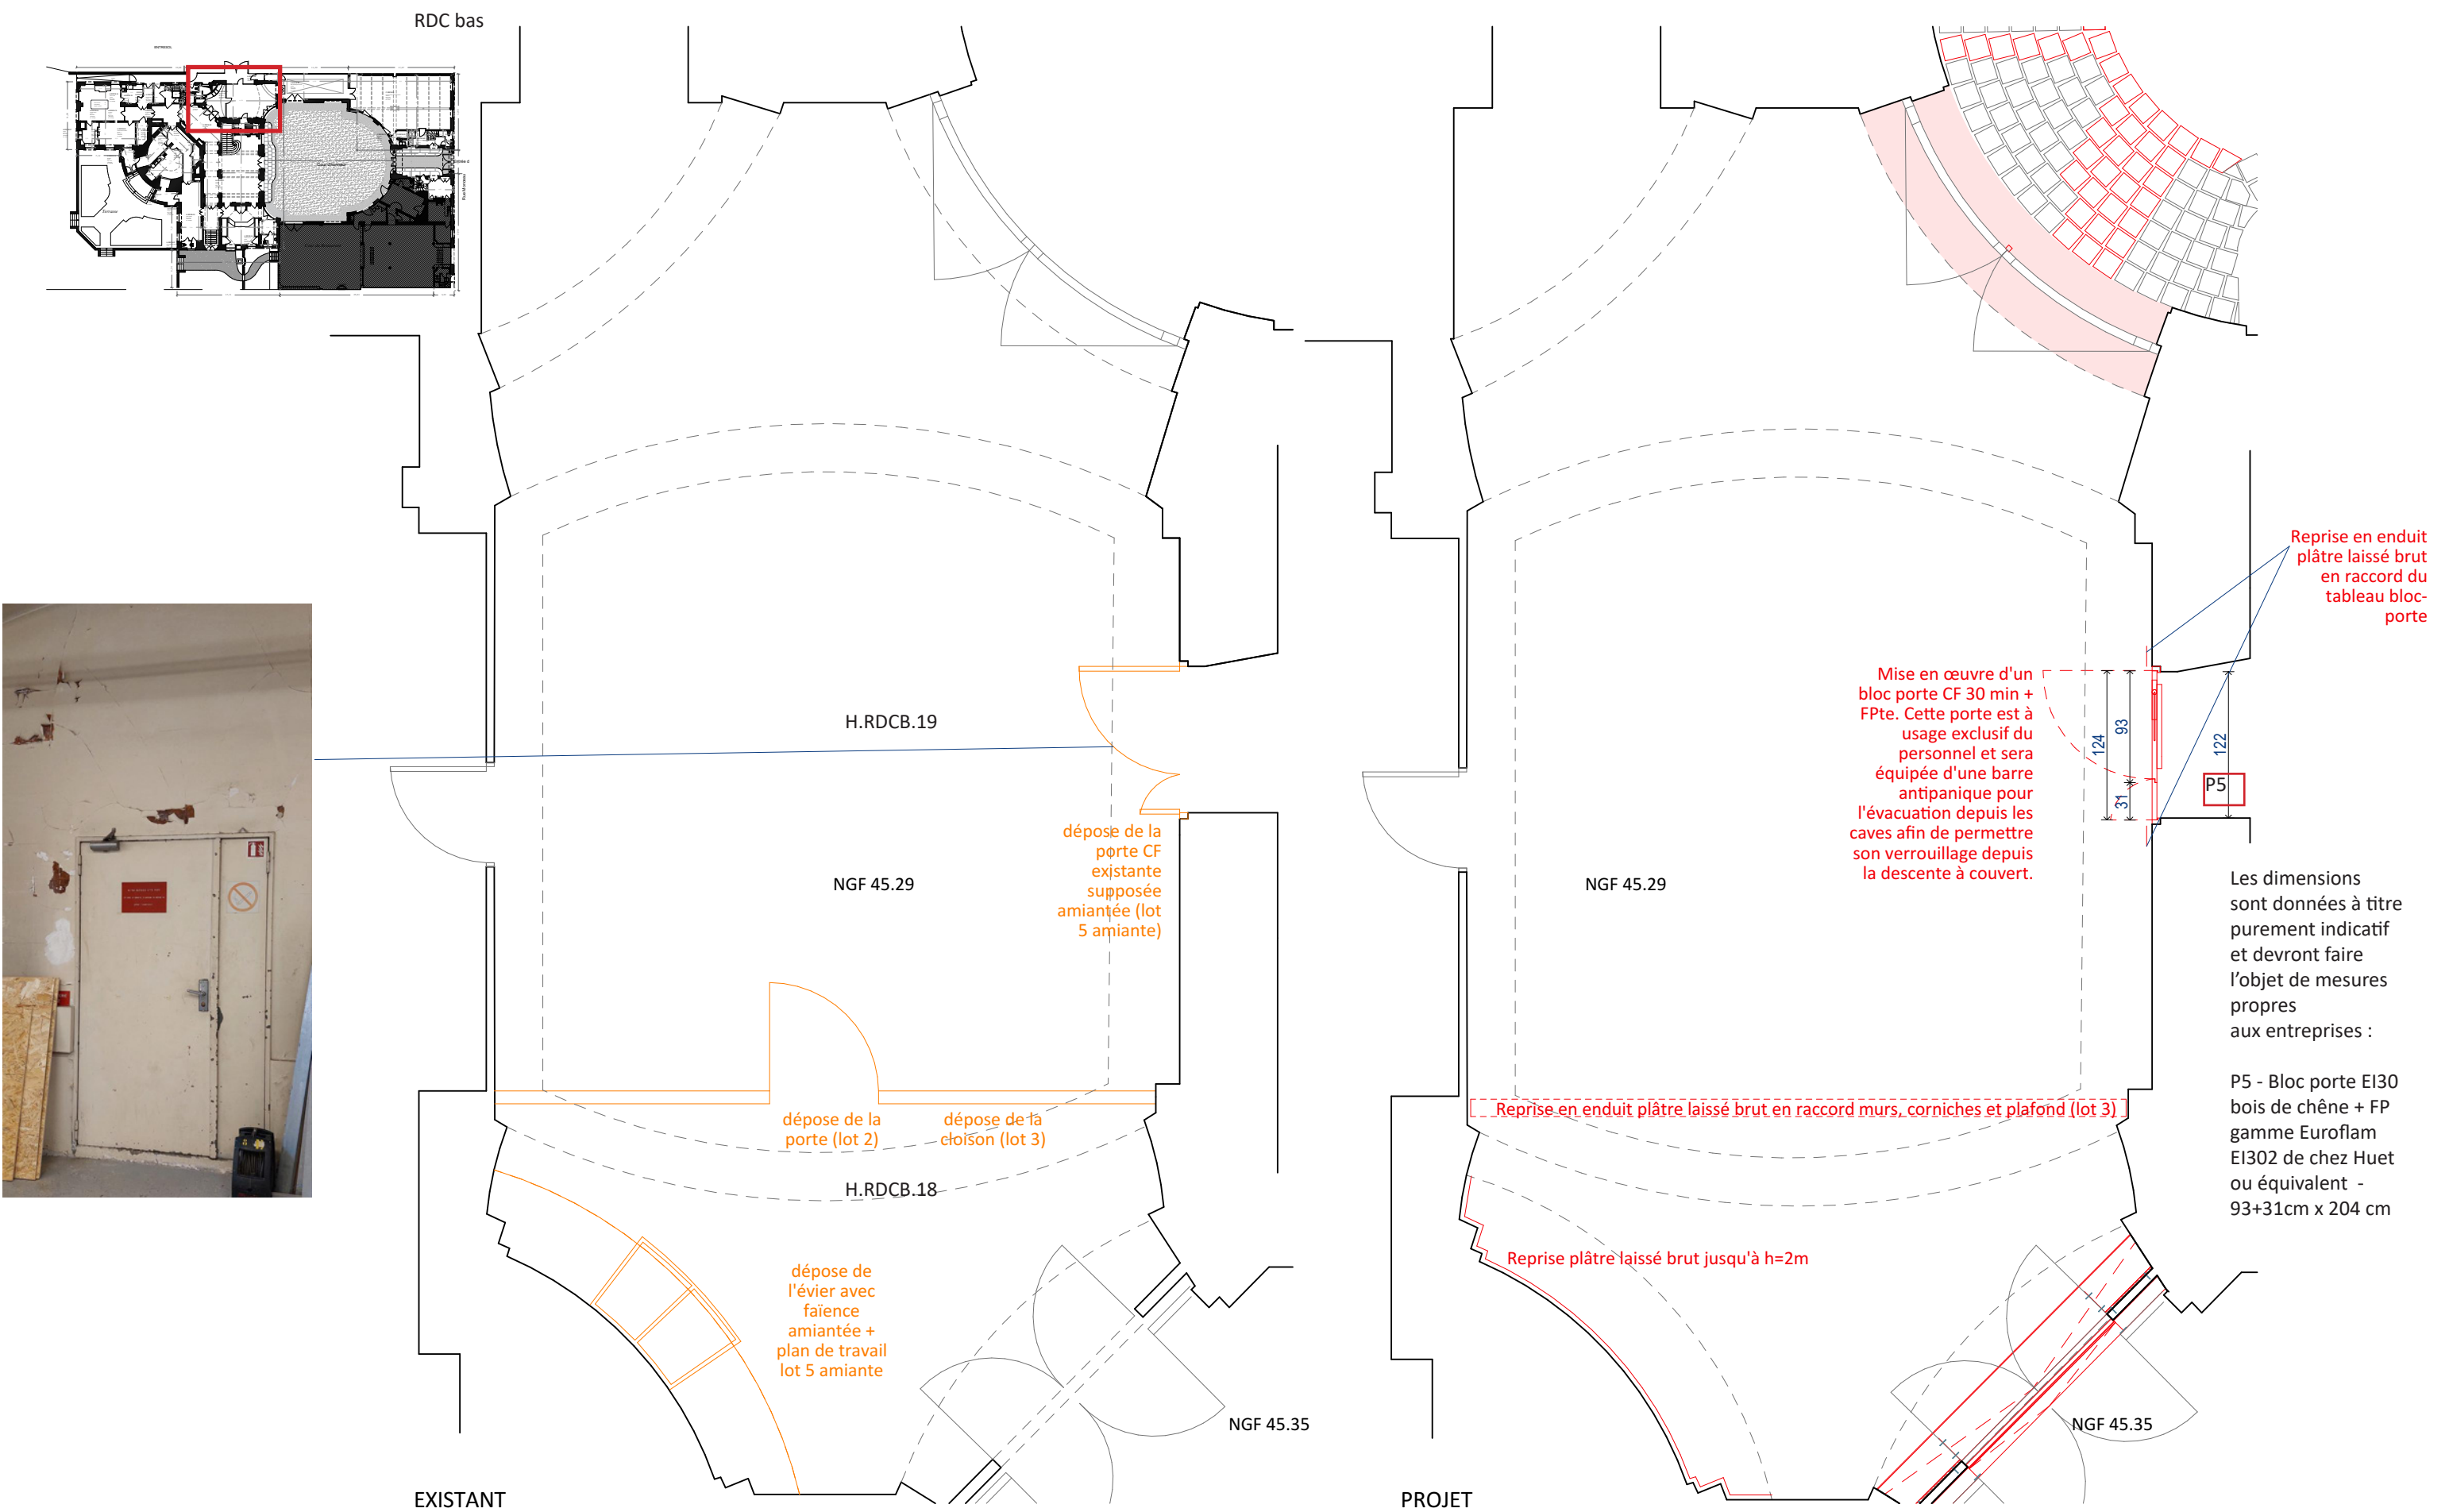 RDC bas
ENTRESOL
H.RDCB.19
NGF 45.29
dépose de la
porte CF
existante
supposée
amiantée (lot
5 amiante)
dépose de la
porte (lot 2)
dépose de la
cloison (lot 3)
H.RDCB.18
dépose de
l'évier avec
faïence
amiantée +
plan de travail
lot 5 amiante
NGF 45.35
EXISTANT
Reprise en enduit
plâtre laissé brut
en raccord du
tableau bloc-
porte
Mise en œuvre d'un
bloc porte CF 30 min +
FPte. Cette porte est à
usage exclusif du
personnel et sera
équipée d'une barre
antipanique pour
l'évacuation depuis les
caves afin de permettre
son verrouillage depuis
la descente à couvert.
124
93
31
122
P5
NGF 45.29
Les dimensions
sont données à titre
purement indicatif
et devront faire
l'objet de mesures
propres
aux entreprises :
P5 - Bloc porte EI30
bois de chêne + FP
gamme Euroflam
EI302 de chez Huet
ou équivalent -
93+31cm x 204 cm
Reprise en enduit plâtre laissé brut en raccord murs, corniches et plafond (lot 3)
Reprise plâtre laissé brut jusqu'à h=2m
NGF 45.35
PROJET